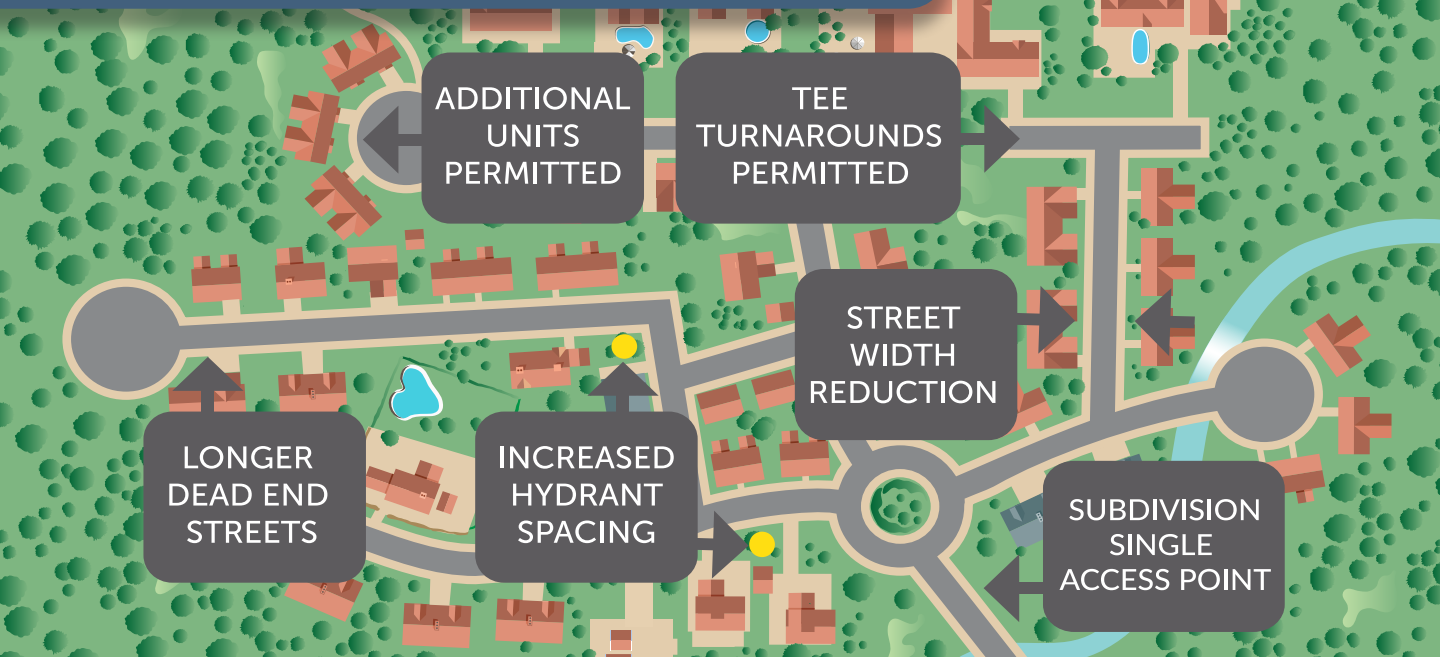 ADDITIONAL
UNITS
PERMITTED
TEE
TURNAROUNDS
PERMITTED
STREET
WIDTH
REDUCTION
LONGER
DEAD END
STREETS
INCREASED
HYDRANT
SPACING
SUBDIVISION
SINGLE
ACCESS POINT